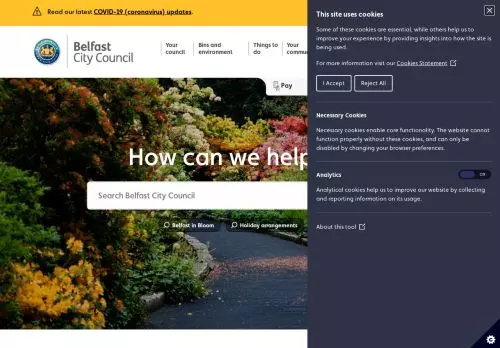 Read our latest COVID-19 (coronavirus) updates.
Belfast
City Council
Your
council
Bins and
environment
Things to
do
Your
commu
Pay
How can we help
Search Belfast City Council
Belfast in Bloom
Holiday arrangements
This site uses cookies
Some of these cookies are essential, while others help us to
improve your experience by providing insights into how the site is
being used.
For more information visit our Cookies Statement
I Accept
Reject All
Necessary Cookies
Necessary cookies enable core functionality. The website cannot
function properly without these cookies, and can only be
disabled by changing your browser preferences.
Analytics
Off
Analytical cookies help us to improve our website by collecting
and reporting information on its usage.
About this tool